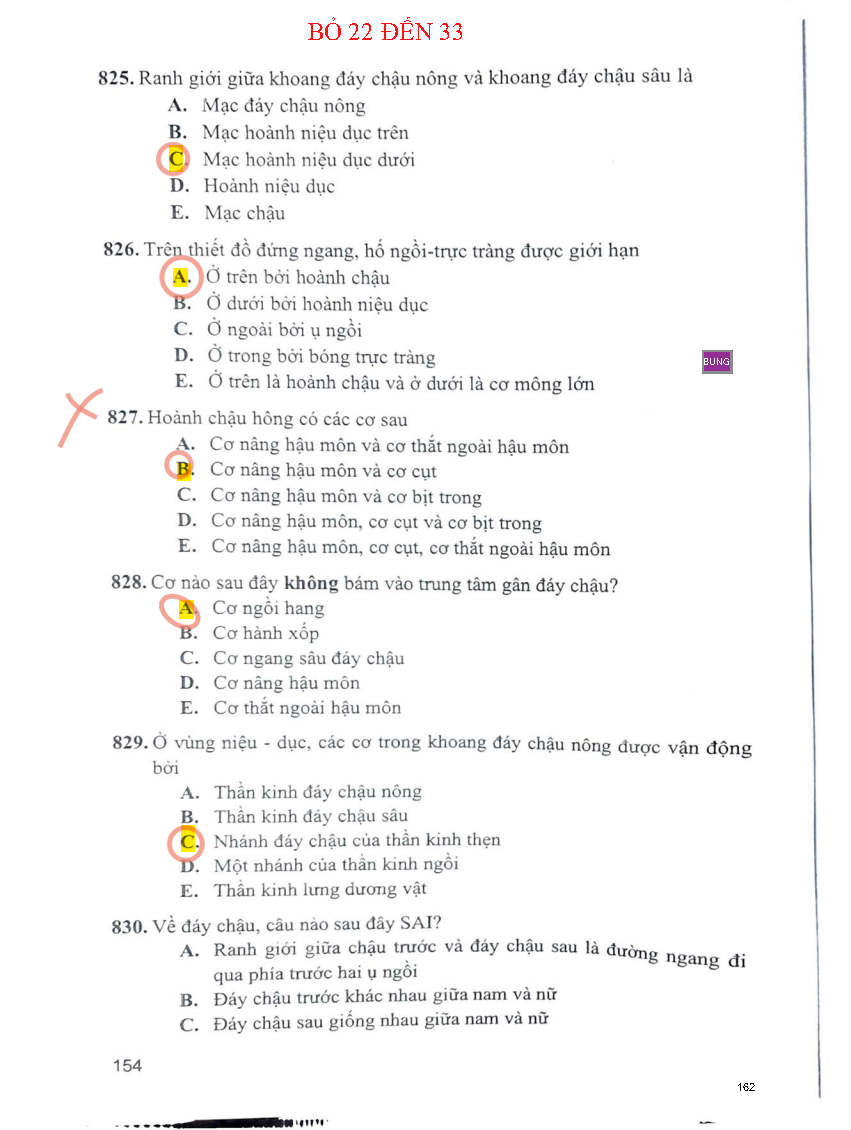 BỎ 22 ĐẾN 33
825. Ranh giới giữa khoang đáy chậu nông và khoang đáy chậu sâu là
A. Mạc đáy chậu nông
B. Mạc hoành niệu dục trên
C. Mạc hoành niệu dục dưới
D. Hoành niệu dục
E. Mạc chậu
826. Trên thiết đồ đứng ngang, hố ngồi-trực tràng được giới hạn
A. Ở trên bởi hoành chậu
B. Ở dưới bởi hoành niệu dục
C. Ở ngoài bởi ụ ngồi
D. Ở trong bởi bóng trực tràng
BUNG
E. Ở trên là hoành chậu và ở dưới là cơ mông lớn
827. Hoành chậu hông có các cơ sau
A. Cơ nâng hậu môn và cơ thắt ngoài hậu môn
B. Cơ nâng hậu môn và cơ cụt
C. Cơ nâng hậu môn và cơ bịt trong
D. Cơ nâng hậu môn, cơ cụt và cơ bịt trong
E. Cơ nâng hậu môn, cơ cụt, cơ thắt ngoài hậu môn
828. Cơ nào sau đây không bám vào trung tâm gân đáy chậu?
A. Cơ ngồi hang
B. Cơ hành xốp
C. Cơ ngang sâu đáy chậu
D. Cơ nâng hậu môn
E. Cơ thắt ngoài hậu môn
829. Ở vùng niệu - dục, các cơ trong khoang đáy chậu nông được vận động
bởi
A. Thần kinh đáy chậu nông
B. Thần kinh đáy chậu sâu
C. Nhánh đáy chậu của thần kinh thẹn
D. Một nhánh của thần kinh ngồi
E. Thần kinh lưng dương vật
830. Về đáy chậu, câu nào sau đây SAI?
A. Ranh giới giữa chậu trước và đáy chậu sau là đường ngang đi
qua phía trước hai ụ ngồi
B. Đáy chậu trước khác nhau giữa nam và nữ
C. Đáy chậu sau giống nhau giữa nam và nữ
154
162